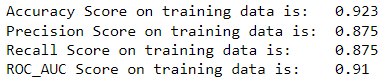 Accuracy Score on training data is:   0.923
Precision Score on training data is:  0.875
Recall Score on training data is:     0.875
ROC_AUC Score on training data is:    0.91